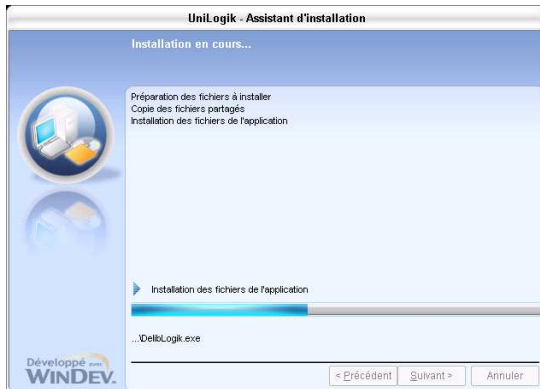 UniLogik - Assistant d'installation
Installation en cours...
Préparation des fichiers à installer
Copie des fichiers partagés
Installation des fichiers de l'application
Installation des fichiers de l'application
...\DelibLogik.exe
Développé avec
WINDEV.
< Précédent
Suivant >
Annuler